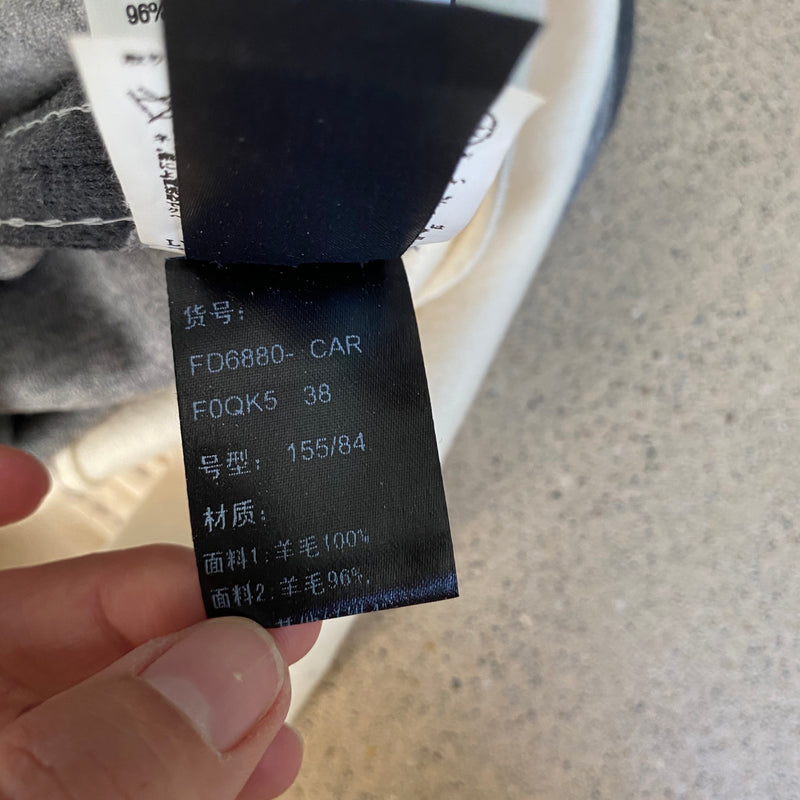 96%
货号:
FD6880- CAR
F0QK5 38
号型: 155/84
材质:
面料1:羊毛100%
面料2:羊毛96%,